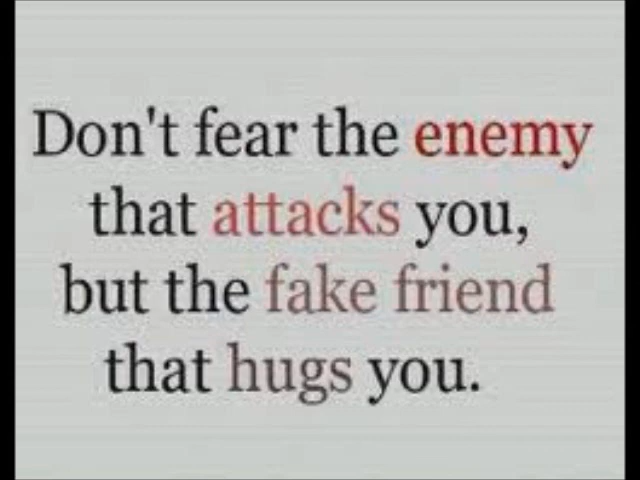 Don't fear the enemy
that attacks you,
but the fake friend
that hugs you.